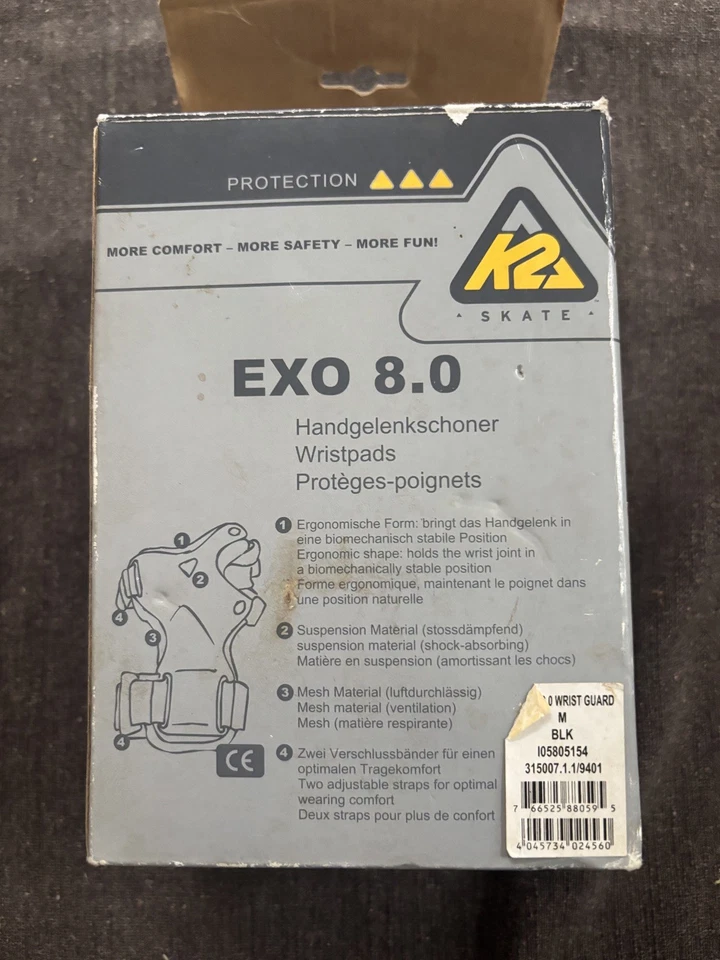 PROTECTION
MORE COMFORT – MORE SAFETY – MORE FUN!
K2
™
SKATE
EXO 8.0
Handgelenkschoner
Wristpads
Protèges-poignets
1 Ergonomische Form: bringt das Handgelenk in
eine biomechanisch stabile Position
Ergonomic shape: holds the wrist joint in
a biomechanically stable position
Forme ergonomique, maintenant le poignet dans
une position naturelle
2 Suspension Material (stossdämpfend)
suspension material (shock-absorbing)
Matière en suspension (amortissant les chocs)
3 Mesh Material (luftdurchlässig)
Mesh material (ventilation)
Mesh (matière respirante)
4 Zwei Verschlussbänder für einen
optimalen Tragekomfort
Two adjustable straps for optimal
wearing comfort
Deux straps pour plus de confort
1
2
4
3
4
CE
0 WRIST GUARD
M
BLK
I05805154
315007.1.1/9401
7 66525 88059 5
4 045734 024560